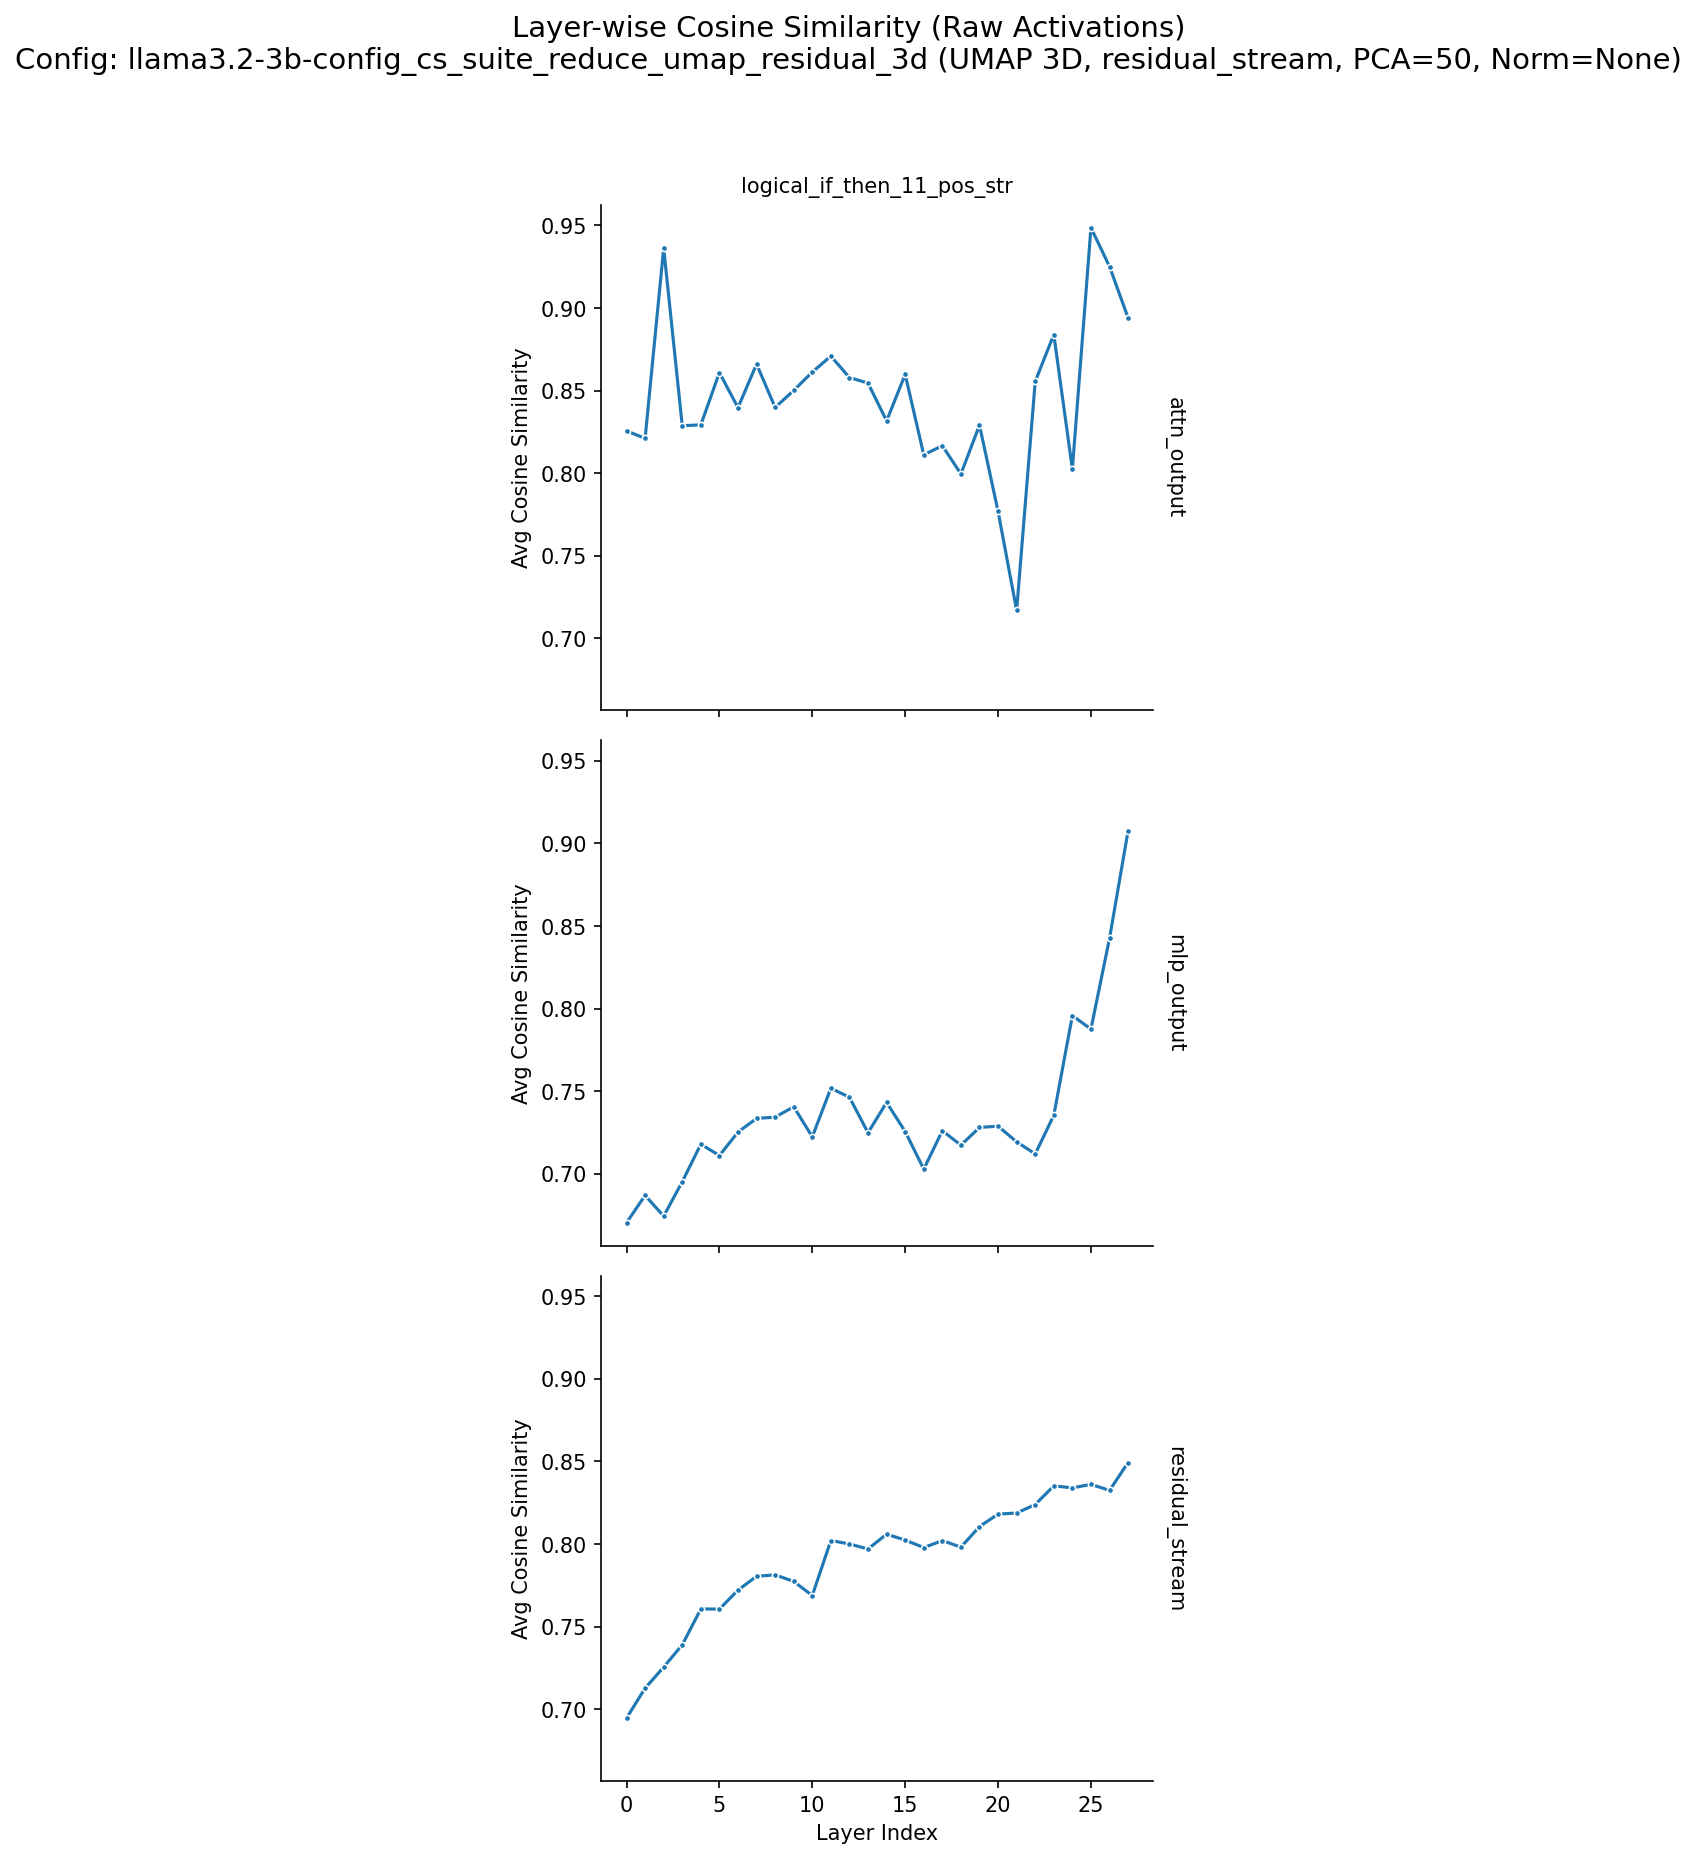 Layer-wise Cosine Similarity (Raw Activations)
Config: llama3.2-3b-config_cs_suite_reduce_umap_residual_3d (UMAP 3D, residual_stream, PCA=50, Norm=None)
logical_if_then_11_pos_str
0.95
0.90
0.85
0.80
0.75
0.70
Avg Cosine Similarity
attn_output
0.95
0.90
0.85
0.80
0.75
0.70
Avg Cosine Similarity
mlp_output
0.95
0.90
0.85
0.80
0.75
0.70
Avg Cosine Similarity
residual_stream
0 5 10 15 20 25
Layer Index